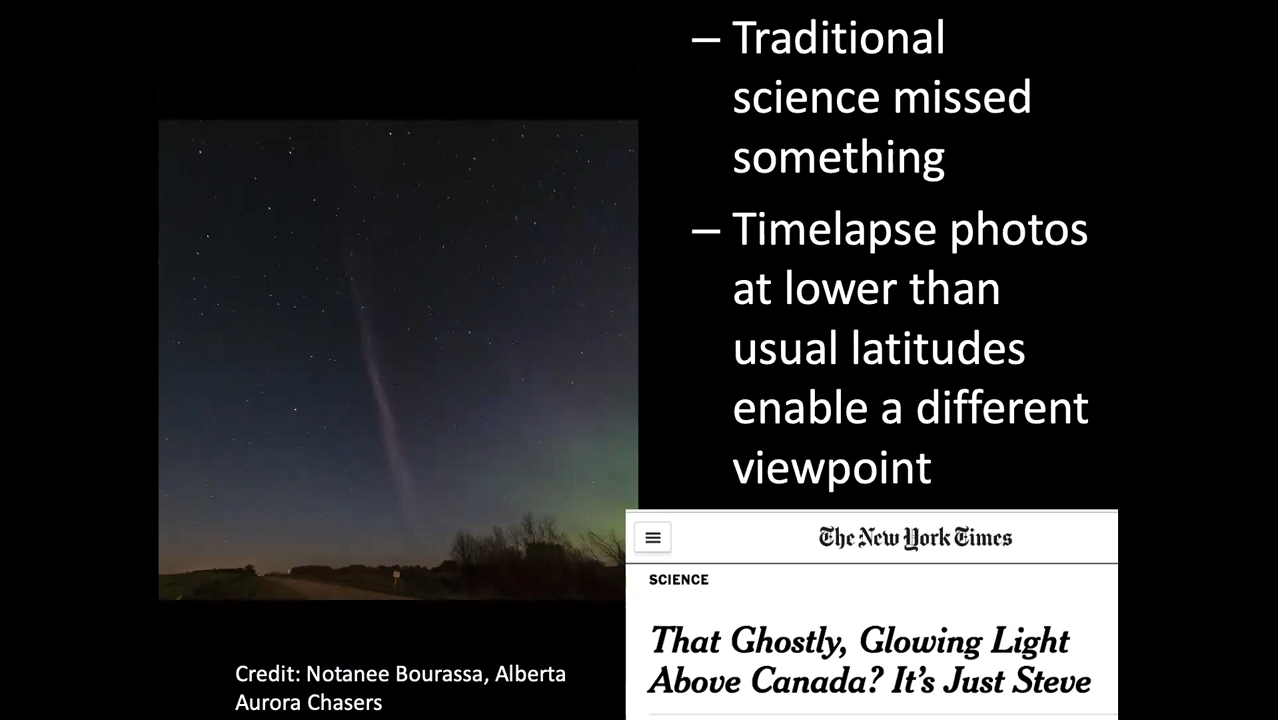 – Traditional
science missed
something
– Timelapse photos
at lower than
usual latitudes
enable a different
viewpoint
The New York Times
SCIENCE
That Ghostly, Glowing Light
Above Canada? It's Just Steve
Credit: Notanee Bourassa, Alberta
Aurora Chasers